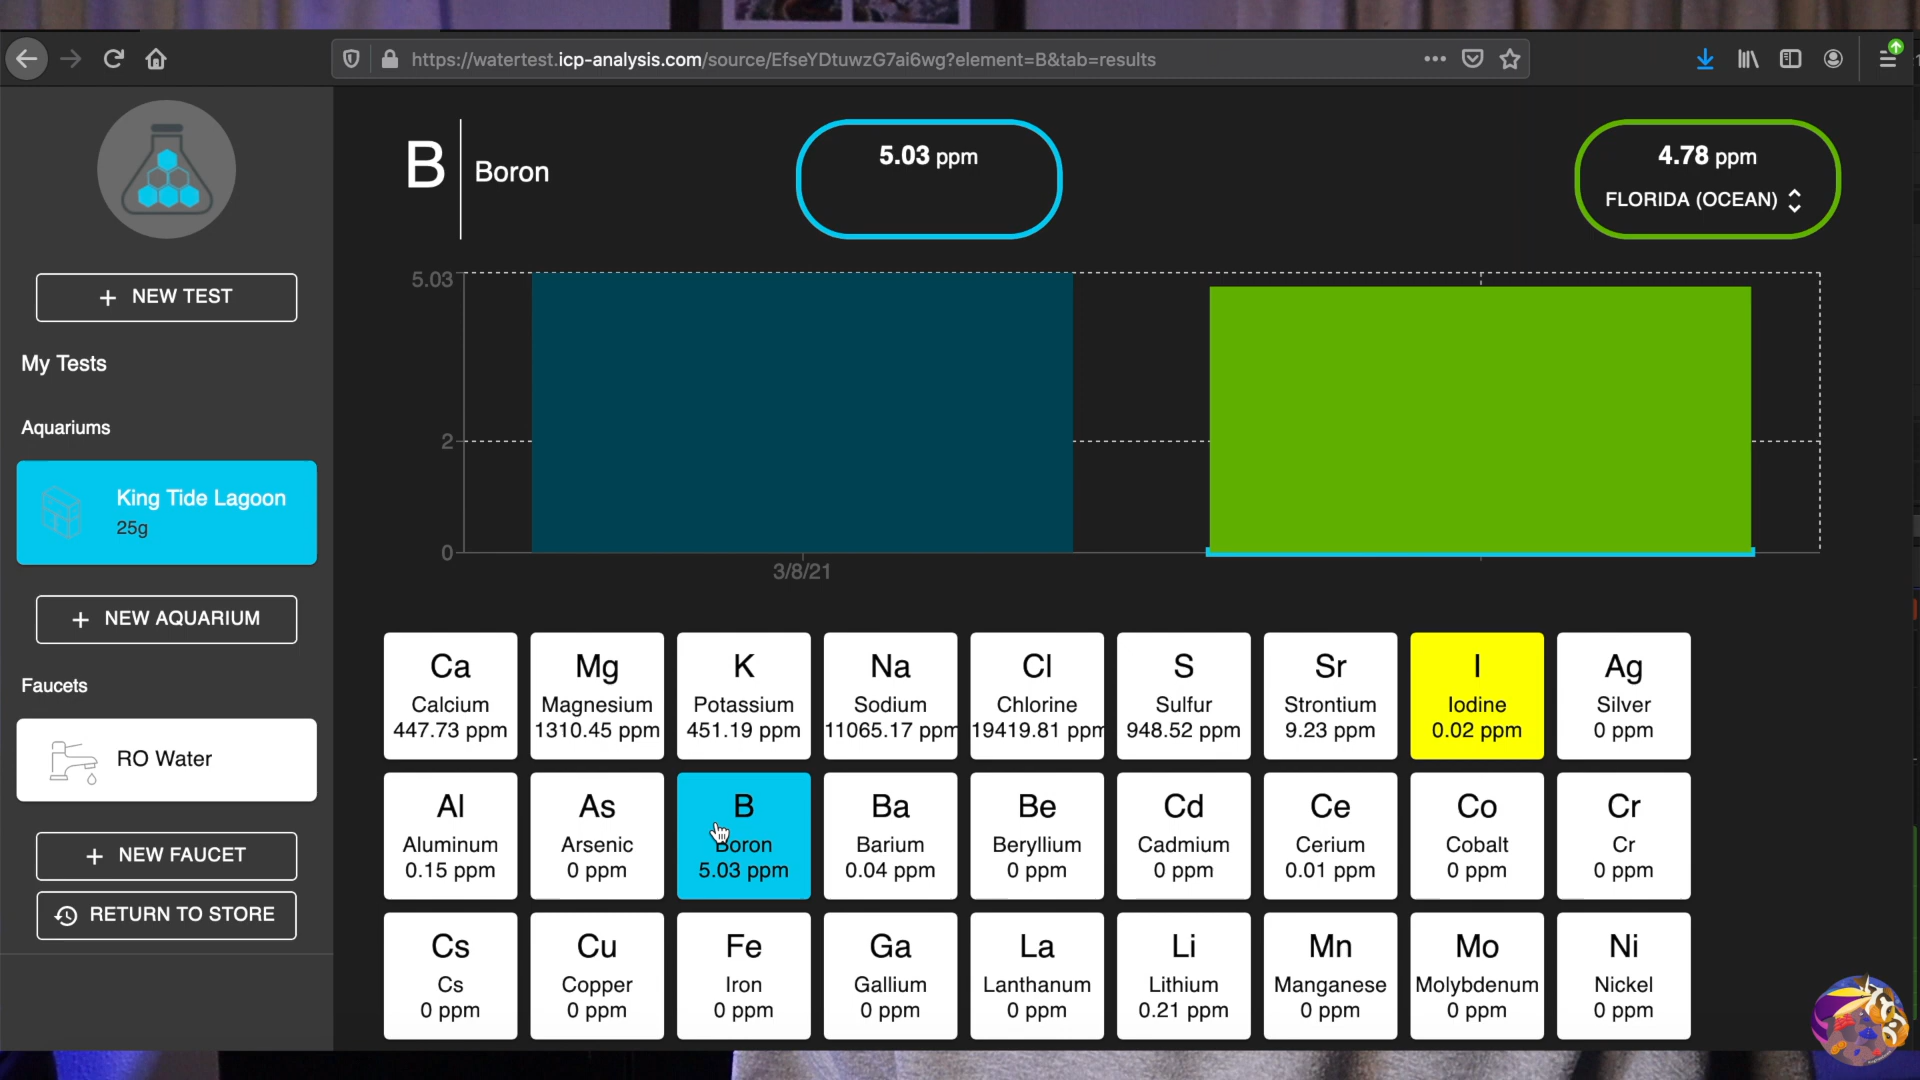 https://watertest.icp-analysis.com/source/EfseYDtuwzG7ai6wg?element=B&tab=results
B
Boron
5.03 ppm
4.78 ppm
FLORIDA (OCEAN)
5.03
2
0
3/8/21
+ NEW TEST
My Tests
Aquariums
King Tide Lagoon
25g
+ NEW AQUARIUM
Faucets
RO Water
+ NEW FAUCET
RETURN TO STORE
Ca
Calcium
447.73 ppm
Mg
Magnesium
1310.45 ppm
K
Potassium
451.19 ppm
Na
Sodium
11065.17 ppm
Cl
Chlorine
19419.81 ppm
S
Sulfur
948.52 ppm
Sr
Strontium
9.23 ppm
I
Iodine
0.02 ppm
Ag
Silver
0 ppm
Al
Aluminum
0.15 ppm
As
Arsenic
0 ppm
B
Boron
5.03 ppm
Ba
Barium
0.04 ppm
Be
Beryllium
0 ppm
Cd
Cadmium
0 ppm
Ce
Cerium
0.01 ppm
Co
Cobalt
0 ppm
Cr
Cr
0 ppm
Cs
Cs
0 ppm
Cu
Copper
0 ppm
Fe
Iron
0 ppm
Ga
Gallium
0 ppm
La
Lanthanum
0 ppm
Li
Lithium
0.21 ppm
Mn
Manganese
0 ppm
Mo
Molybdenum
0 ppm
Ni
Nickel
0 ppm